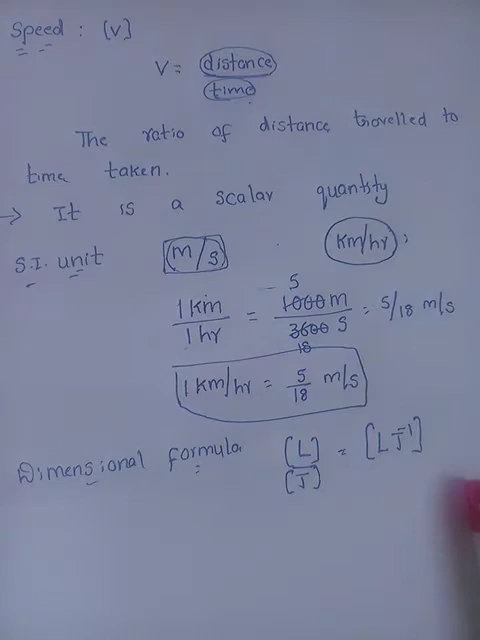 Speed : (V)
V = distance
time
The ratio of distance travelled to
time taken.
→ It is a scalar quantity
S.I. unit (m/s) Km/hr :
1 Km / 1 hr = 1000 m / 3600 s = 5/18 m/s
5
18
1 Km/hr = 5/18 m/s
Dimensional formula [L] / [T] = [LT⁻¹]